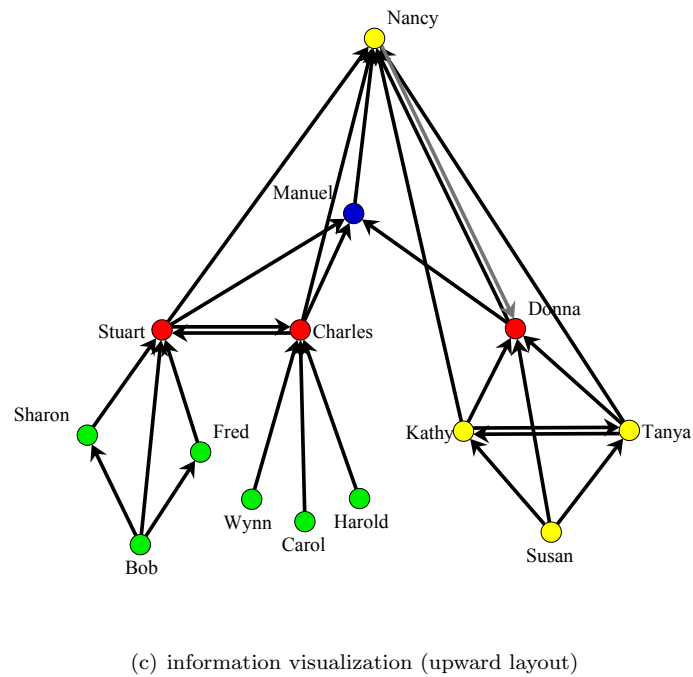 Nancy
Manuel
Donna
Stuart
Charles
Sharon
Fred
Kathy
Tanya
Wynn
Harold
Carol
Susan
Bob
(c) information visualization (upward layout)